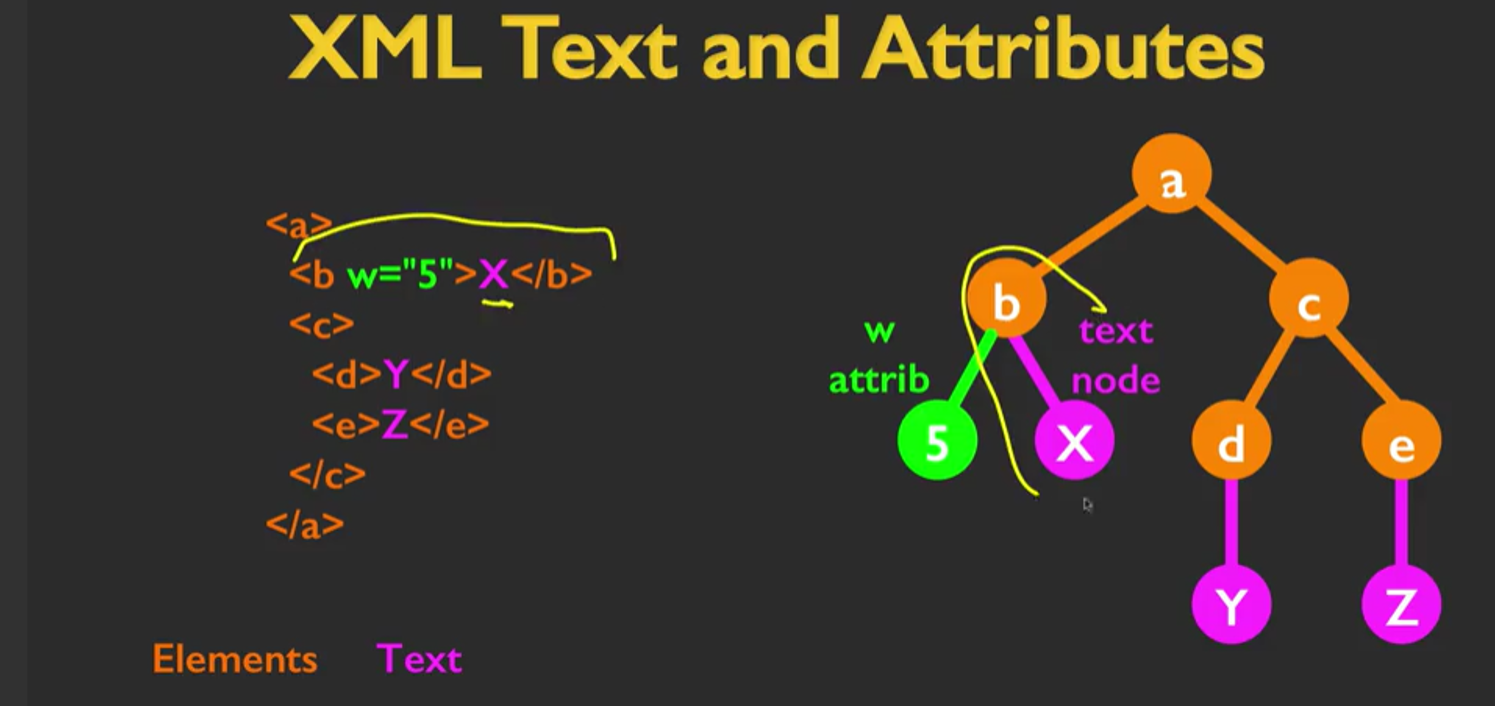 XML Text and Attributes
<a>
<b w="5">X</b>
<c>
<d>Y</d>
<e>Z</e>
</c>
</a>
Elements Text
a
b
c
w
attrib
text
node
5
X
d
e
Y
Z